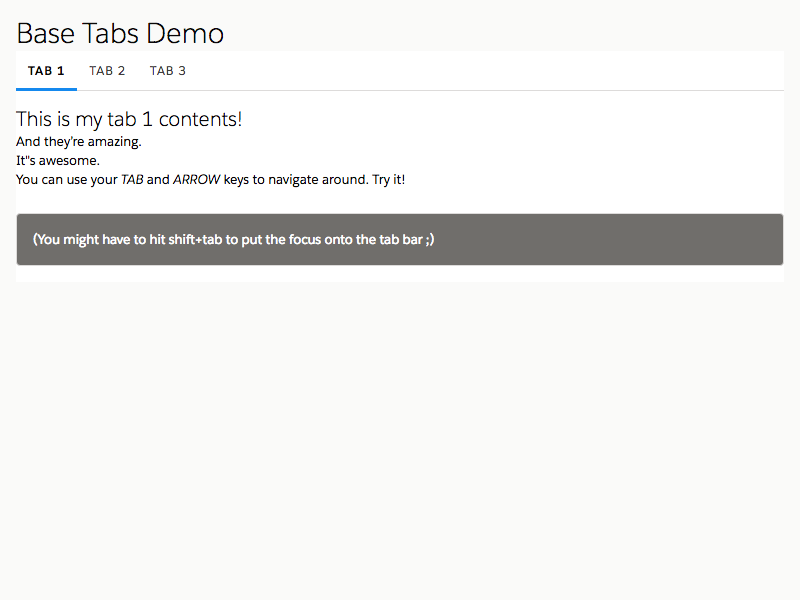 Base Tabs Demo
TAB 1 TAB 2 TAB 3
This is my tab 1 contents!
And they're amazing.
It"s awesome.
You can use your TAB and ARROW keys to navigate around. Try it!
(You might have to hit shift+tab to put the focus onto the tab bar ;)